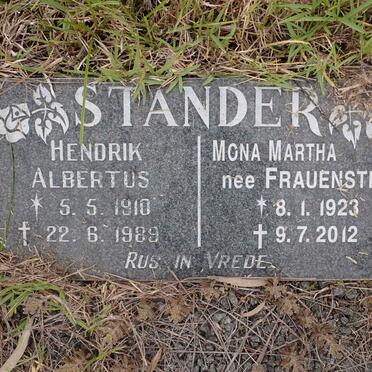 STANDER
HENDRIK
ALBERTUS
* 5.5.1910
† 22.6.1989
MONA MARTHA
nee
* 8.1.1923
† 9.7.2012
RUS IN VREDE